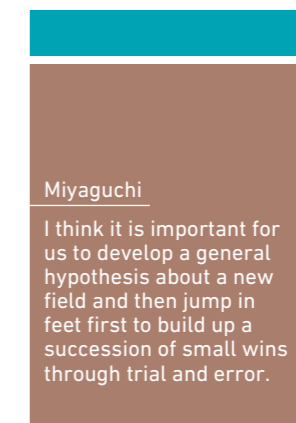 Miyaguchi
I think it is important for
us to develop a general
hypothesis about a new
field and then jump in
feet first to build up a
succession of small wins
through trial and error.